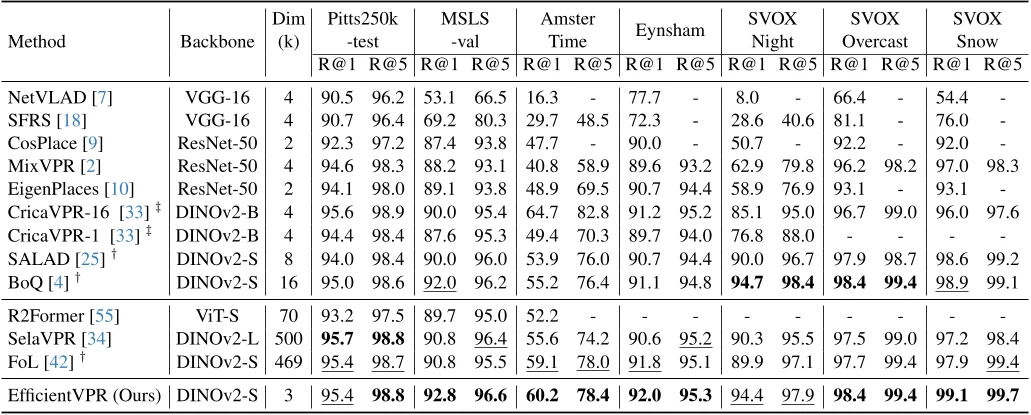 Method Backbone Dim (k) Pitts250k -test MSLS -val Amster Time Eynsham SVOX Night SVOX Overcast SVOX Snow
R@1 R@5 R@1 R@5 R@1 R@5 R@1 R@5 R@1 R@5 R@1 R@5 R@1 R@5
NetVLAD [7] VGG-16 4 90.5 96.2 53.1 66.5 16.3 - 77.7 - 8.0 - 66.4 - 54.4 -
SFRS [18] VGG-16 4 90.7 96.4 69.2 80.3 29.7 48.5 72.3 - 28.6 40.6 81.1 - 76.0 -
CosPlace [9] ResNet-50 2 92.3 97.2 87.4 93.8 47.7 - 90.0 - 50.7 - 92.2 - 92.0 -
MixVPR [2] ResNet-50 4 94.6 98.3 88.2 93.1 40.8 58.9 89.6 93.2 62.9 79.8 96.2 98.2 97.0 98.3
EigenPlaces [10] ResNet-50 2 94.1 98.0 89.1 93.8 48.9 69.5 90.7 94.4 58.9 76.9 93.1 - 93.1 -
CricaVPR-16 [33] ‡ DINOv2-B 4 95.6 98.9 90.0 95.4 64.7 82.8 91.2 95.2 85.1 95.0 96.7 99.0 96.0 97.6
CricaVPR-1 [33] ‡ DINOv2-B 4 94.4 98.4 87.6 95.3 49.4 70.3 89.7 94.0 76.8 88.0 - - - -
SALAD [25] † DINOv2-S 8 94.0 98.4 90.0 96.0 53.9 76.0 90.7 94.4 90.0 96.7 97.9 98.7 98.6 99.2
BoQ [4] † DINOv2-S 16 95.0 98.6 92.0 96.2 55.2 76.4 91.1 94.8 94.7 98.4 98.4 99.4 98.9 99.1
R2Former [55] ViT-S 70 93.2 97.5 89.7 95.0 52.2 - - - - - - - - -
SelaVPR [34] DINOv2-L 500 95.7 98.8 90.8 96.4 55.6 74.2 90.6 95.2 90.3 95.5 97.5 99.0 97.2 98.4
FoL [42] † DINOv2-S 469 95.4 98.7 90.8 95.5 59.1 78.0 91.8 95.1 89.9 97.1 97.7 99.4 97.9 99.4
EfficientVPR (Ours) DINOv2-S 3 95.4 98.8 92.8 96.6 60.2 78.4 92.0 95.3 94.4 97.9 98.4 99.4 99.1 99.7